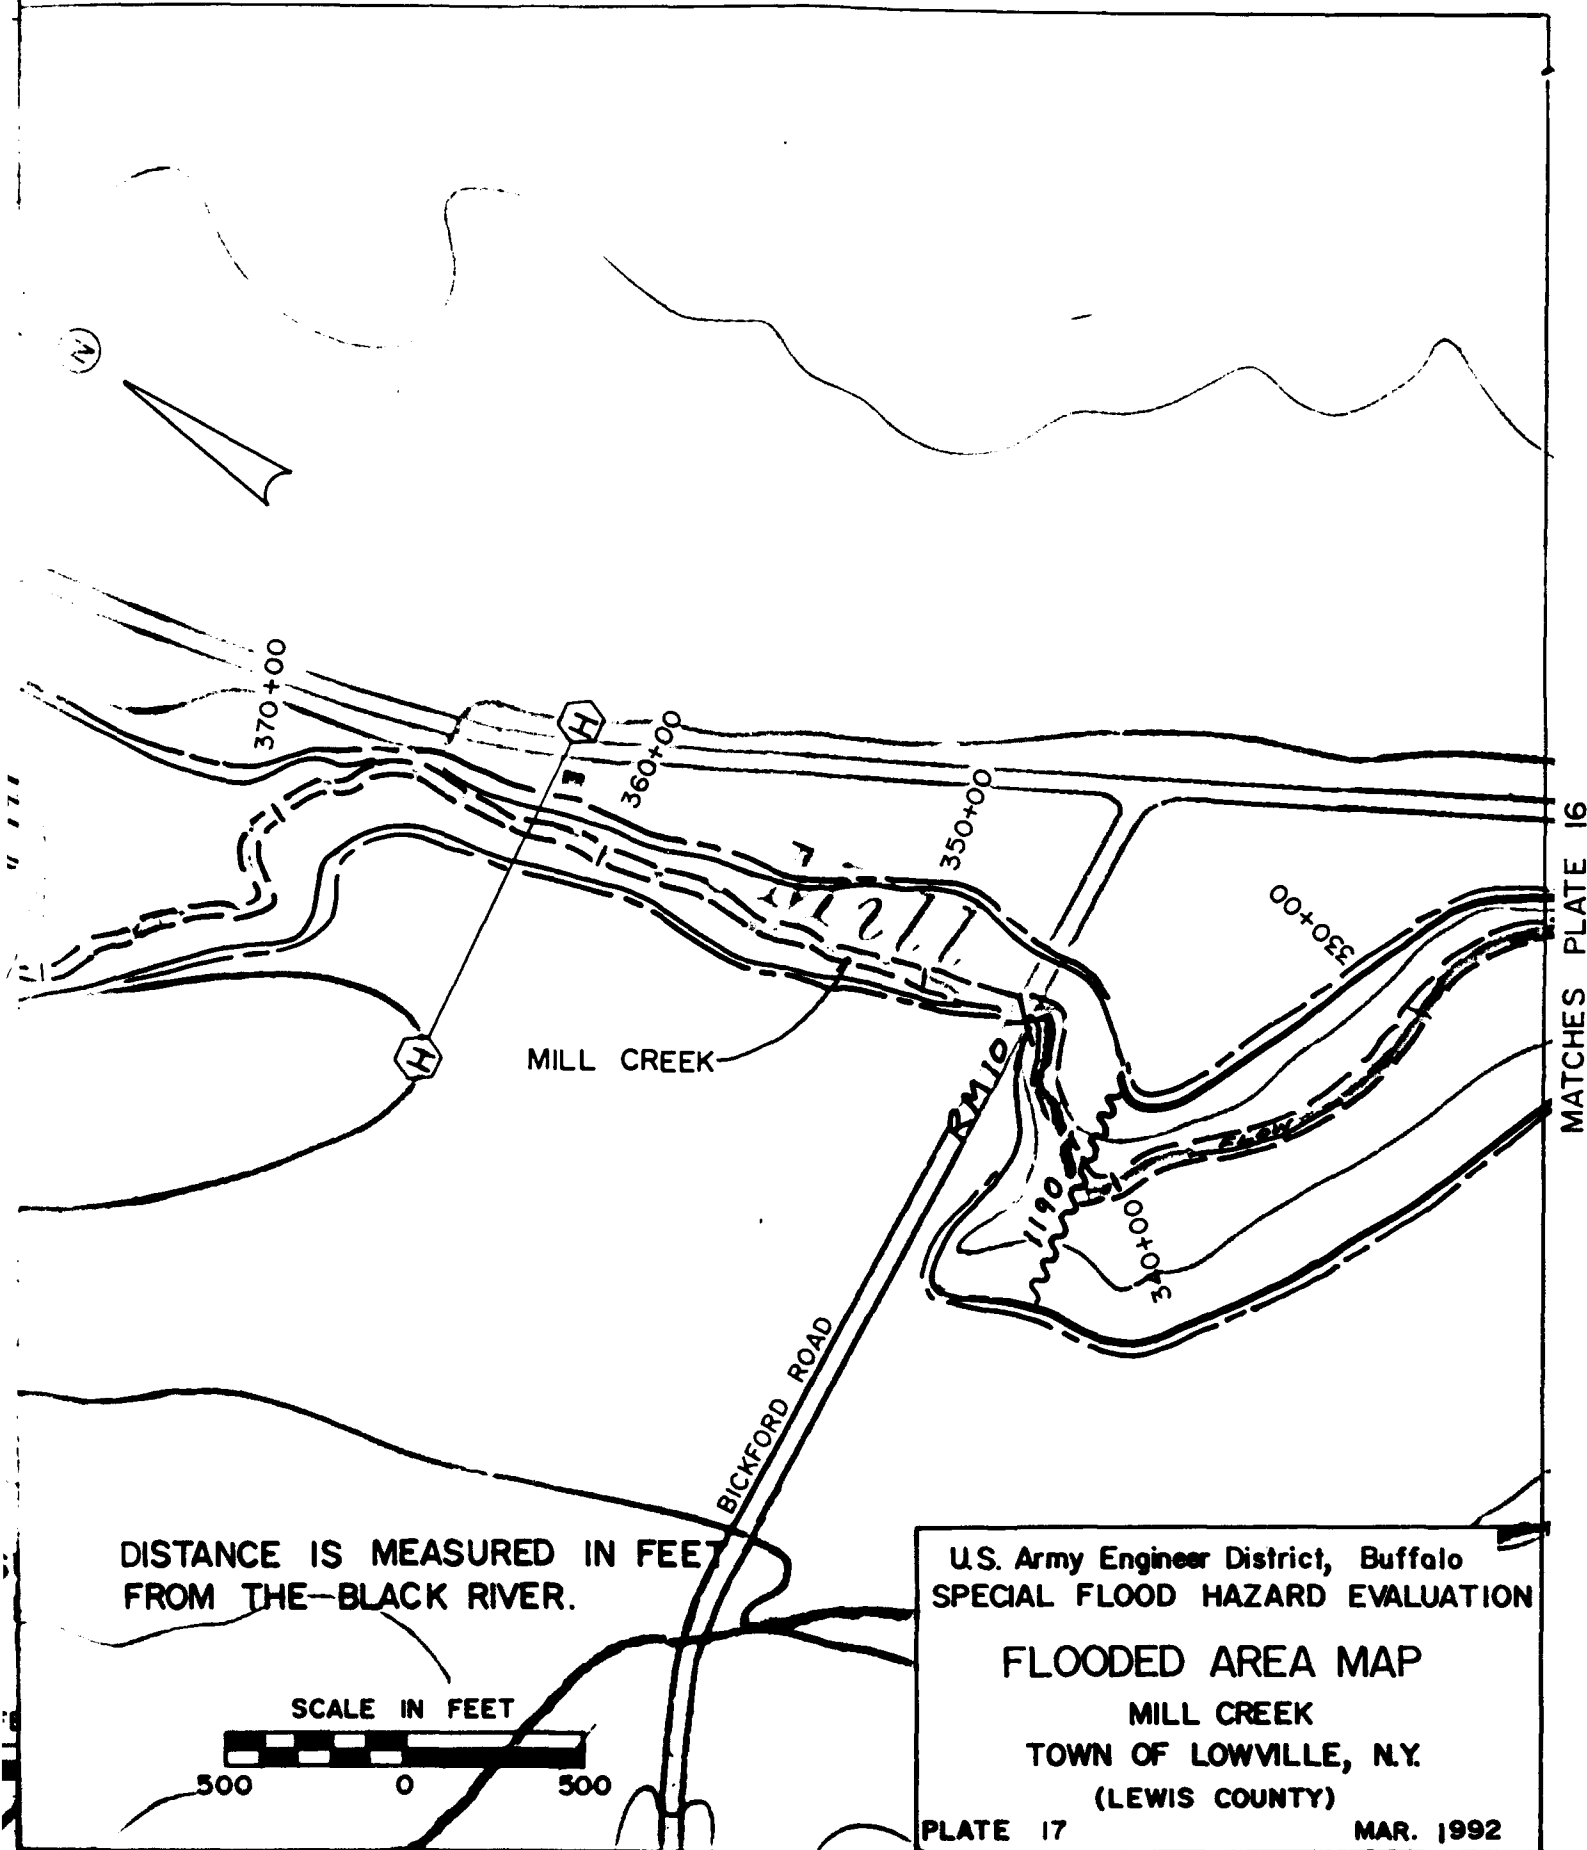 N
370+00
H
360+00
350+00
330+00
MATCHES PLATE 16
H
MILL CREEK
RM 10
FLOW
1190
340+00
BICKFORD ROAD
DISTANCE IS MEASURED IN FEET
FROM THE BLACK RIVER.
SCALE IN FEET
500 0 500
U.S. Army Engineer District, Buffalo
SPECIAL FLOOD HAZARD EVALUATION
FLOODED AREA MAP
MILL CREEK
TOWN OF LOWVILLE, N.Y.
(LEWIS COUNTY)
PLATE 17 MAR. 1992